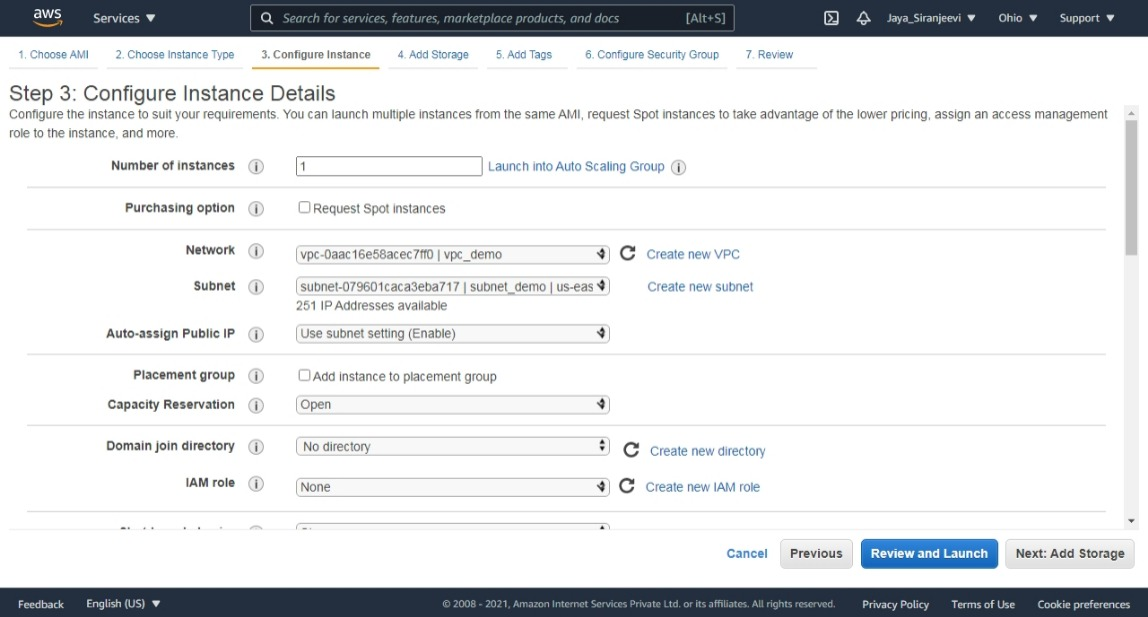 aws
Services
Search for services, features, marketplace products, and docs [Alt+S]
Jaya_Siranjeevi
Ohio
Support
1. Choose AMI
2. Choose Instance Type
3. Configure Instance
4. Add Storage
5. Add Tags
6. Configure Security Group
7. Review
Step 3: Configure Instance Details
Configure the instance to suit your requirements. You can launch multiple instances from the same AMI, request Spot instances to take advantage of the lower pricing, assign an access management
role to the instance, and more.
Number of instances i 1 Launch into Auto Scaling Group i
Purchasing option i Request Spot instances
Network i vpc-0aac16e58acec7ff0 | vpc_demo Create new VPC
Subnet i subnet-079601caca3eba717 | subnet_demo | us-eas Create new subnet
251 IP Addresses available
Auto-assign Public IP i Use subnet setting (Enable)
Placement group i Add instance to placement group
Capacity Reservation i Open
Domain join directory i No directory Create new directory
IAM role i None Create new IAM role
Cancel Previous Review and Launch Next: Add Storage
Feedback English (US) © 2008 - 2021, Amazon Internet Services Private Ltd. or its affiliates. All rights reserved. Privacy Policy Terms of Use Cookie preferences